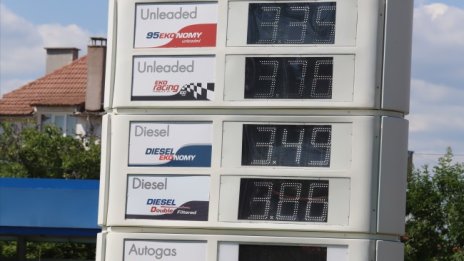 Unleaded
95 EKONOMY
unleaded
3.39
Unleaded
EKO
racing
3.76
Diesel
DIESEL EKONOMY
3.49
Diesel
DIESEL
Double Filtered
3.86
Autogas